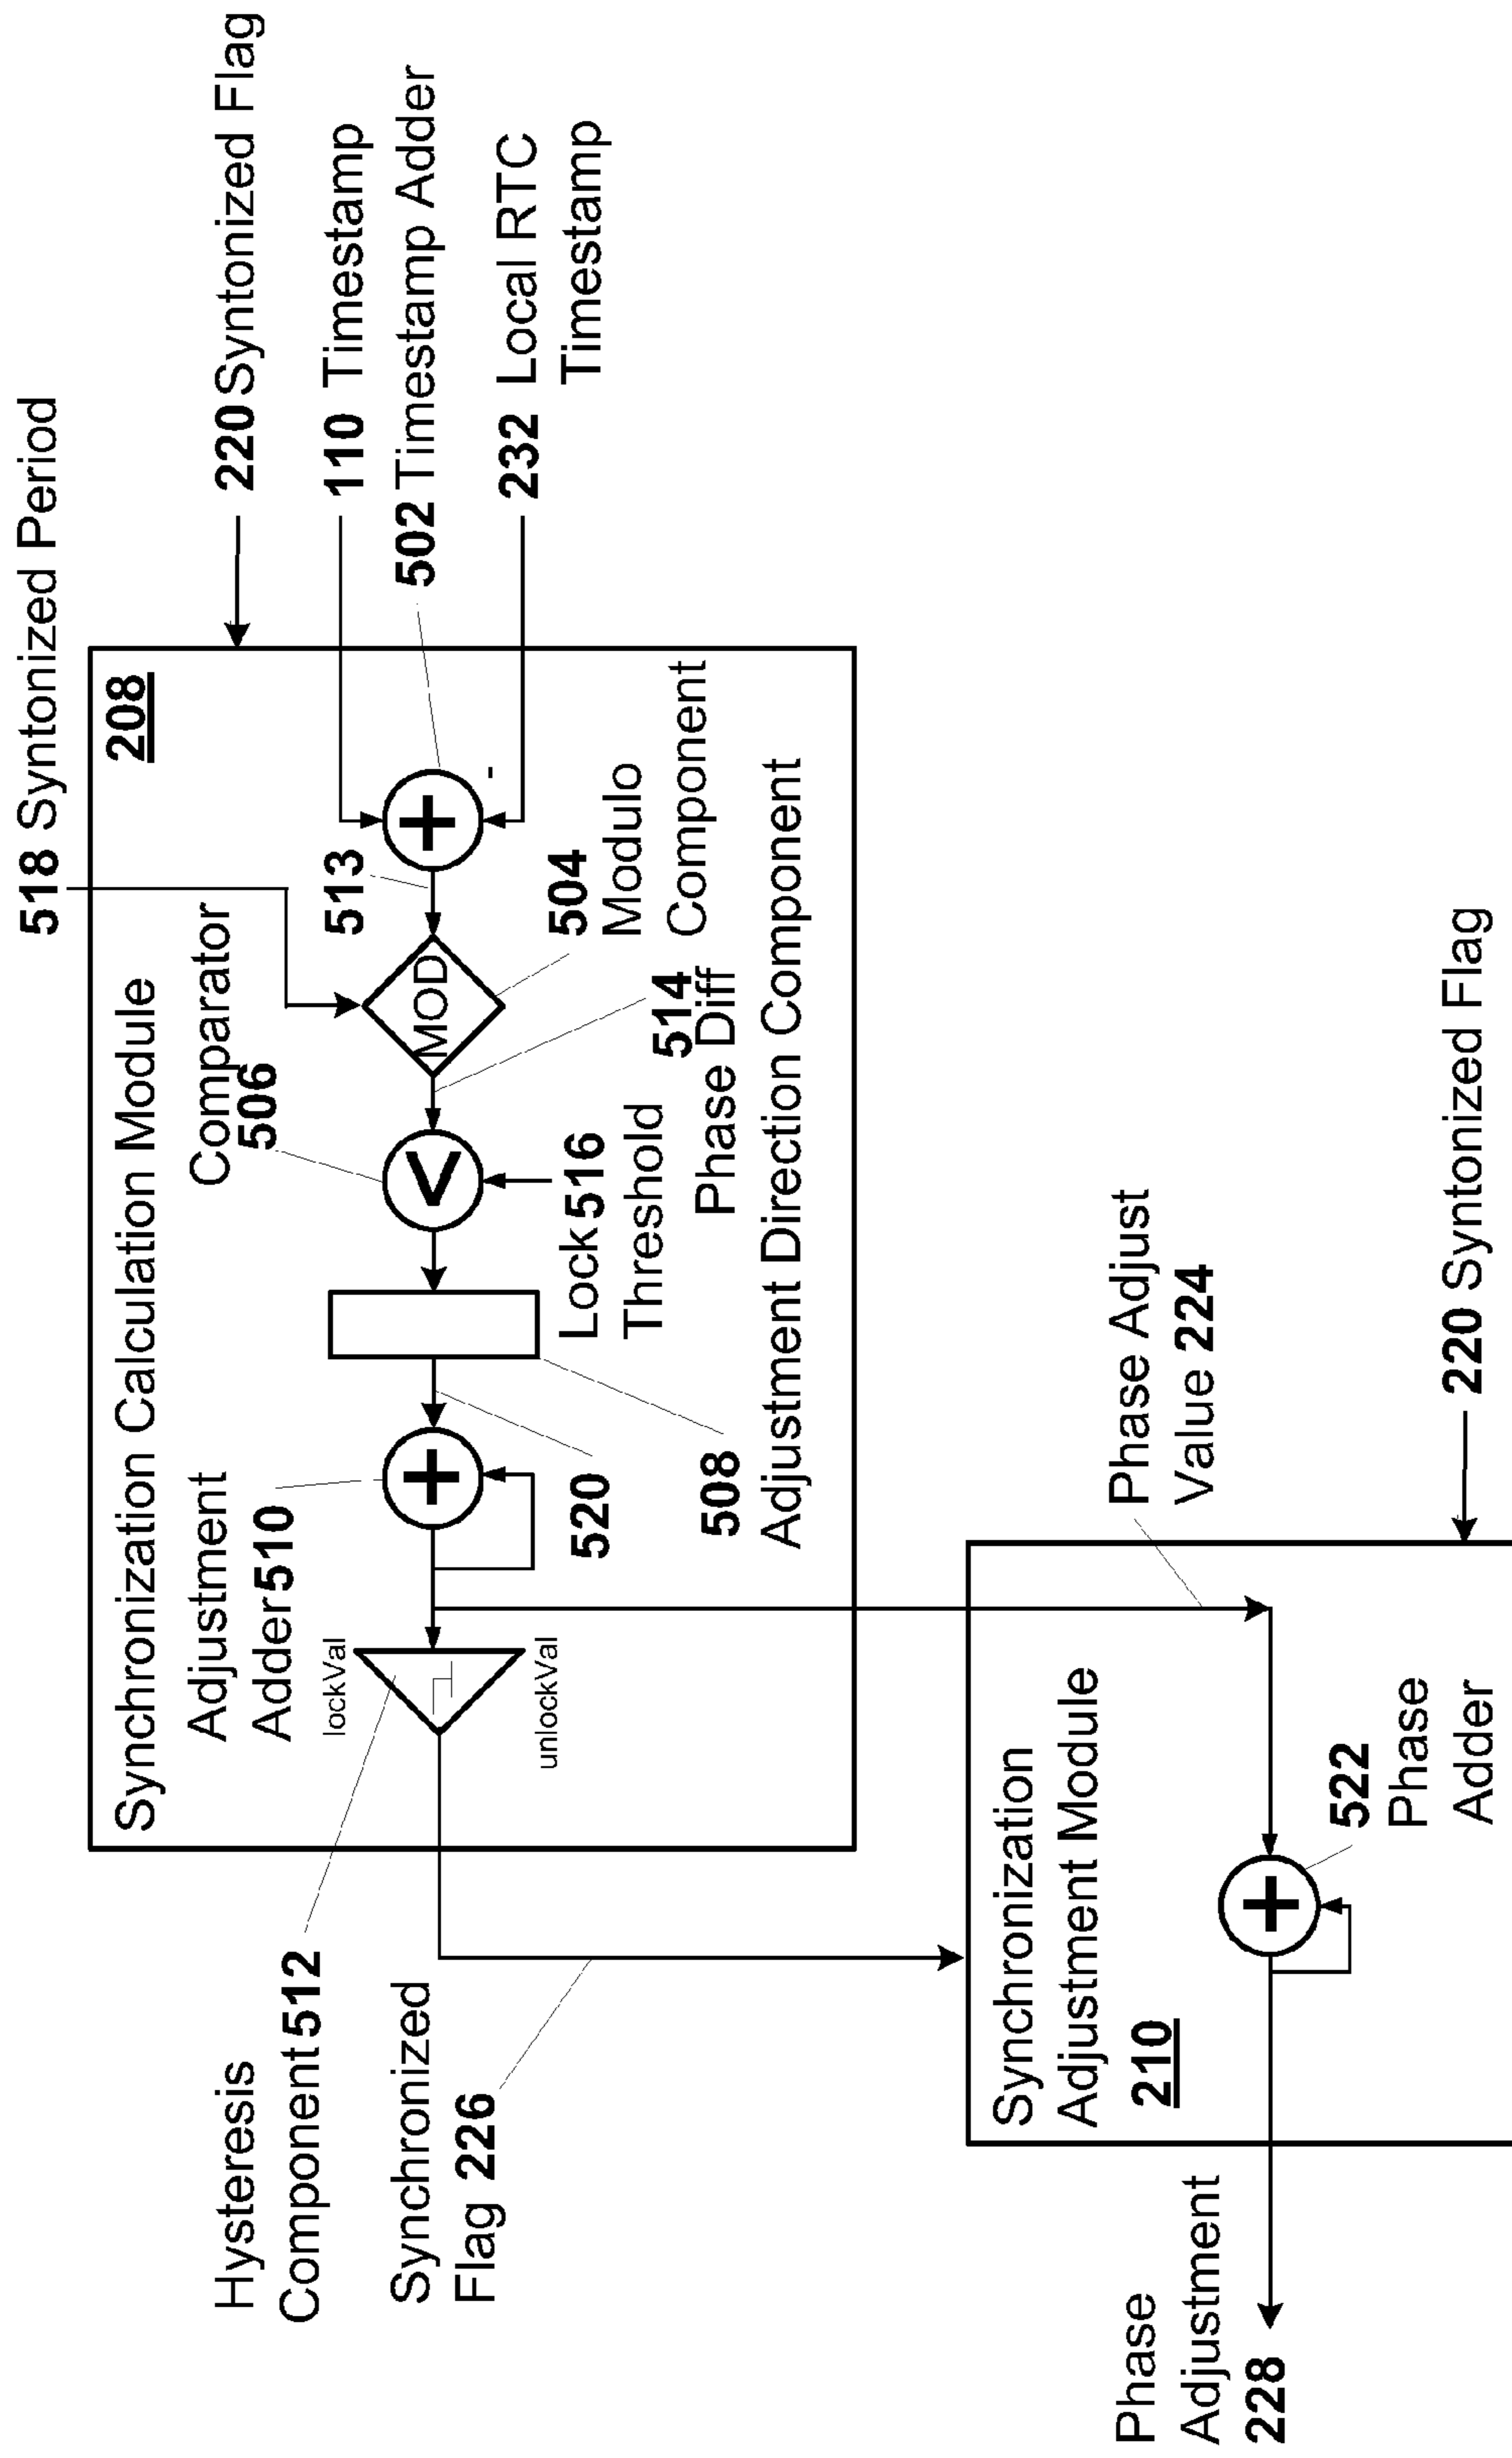 518 Syntonized Period
220 Syntonized Flag
110 Timestamp
502 Timestamp Adder
232 Local RTC
Timestamp
Synchronization Calculation Module
208
Comparator
506
513
MOD
504
Modulo
Component
514
Phase Diff
+
-
<
Lock 516
Threshold
508
Adjustment Direction Component
520
Adjustment
Adder 510
+
lockVal
unlockVal
Hysteresis
Component 512
Synchronized
Flag 226
Phase Adjust
Value 224
220 Syntonized Flag
Synchronization
Adjustment Module
210
+
522
Phase
Adder
Phase
Adjustment
228